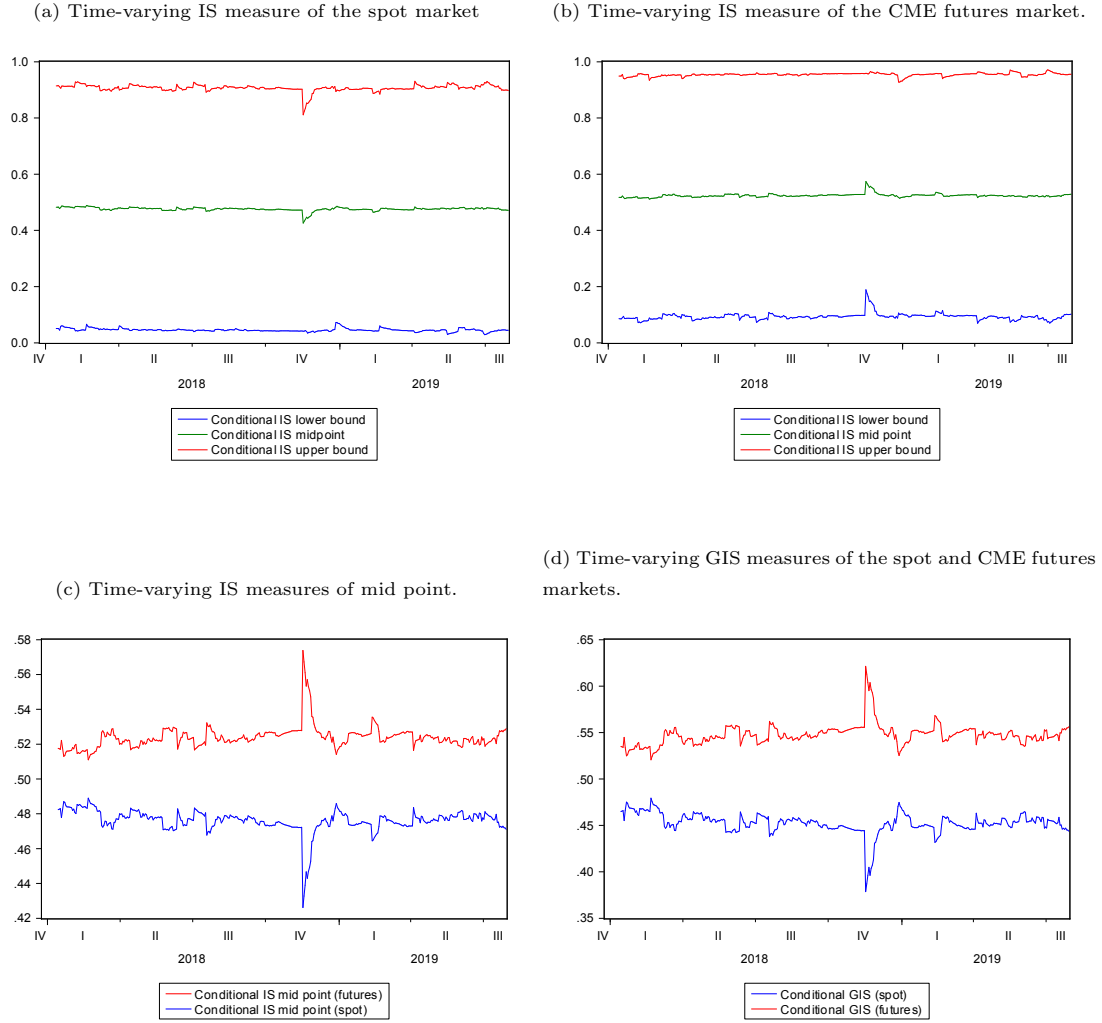 (a) Time-varying IS measure of the spot market
(b) Time-varying IS measure of the CME futures market.
1.0
0.8
0.6
0.4
0.2
0.0
IV I II III IV I II III
2018 2019
Conditional IS lower bound
Conditional IS midpoint
Conditional IS upper bound
1.0
0.8
0.6
0.4
0.2
0.0
IV I II III IV I II III
2018 2019
Conditional IS lower bound
Conditional IS mid point
Conditional IS upper bound
(c) Time-varying IS measures of mid point.
(d) Time-varying GIS measures of the spot and CME futures
markets.
.58
.56
.54
.52
.50
.48
.46
.44
.42
IV I II III IV I II III
2018 2019
Conditional IS mid point (futures)
Conditional IS mid point (spot)
.65
.60
.55
.50
.45
.40
.35
IV I II III IV I II III
2018 2019
Conditional GIS (spot)
Conditional GIS (futures)